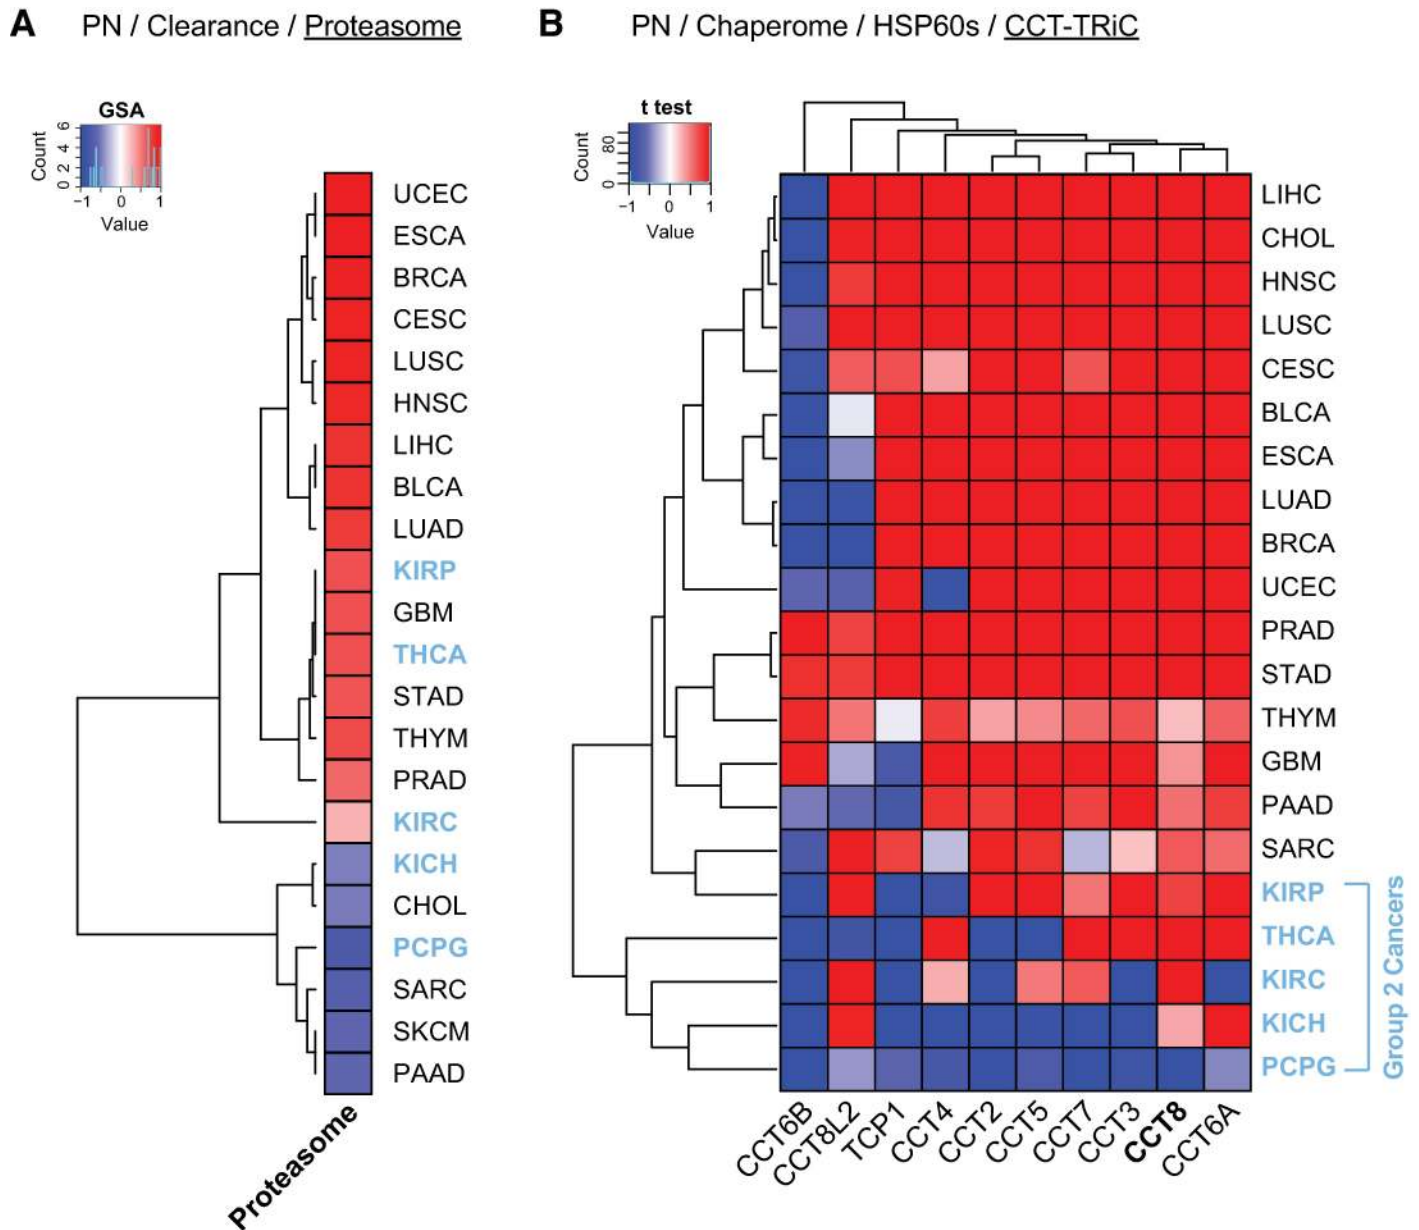 A PN / Clearance / Proteasome
GSA
Count
0 2 4 6
−1 0 1
Value
UCEC
ESCA
BRCA
CESC
LUSC
HNSC
LIHC
BLCA
LUAD
KIRP
GBM
THCA
STAD
THYM
PRAD
KIRC
KICH
CHOL
PCPG
SARC
SKCM
PAAD
Proteasome
B PN / Chaperome / HSP60s / CCT-TRiC
t test
Count
0 80
−1 0 1
Value
LIHC
CHOL
HNSC
LUSC
CESC
BLCA
ESCA
LUAD
BRCA
UCEC
PRAD
STAD
THYM
GBM
PAAD
SARC
KIRP
THCA
KIRC
KICH
PCPG
Group 2 Cancers
CCT6B
CCT8L2
TCP1
CCT4
CCT2
CCT5
CCT7
CCT3
CCT8
CCT6A